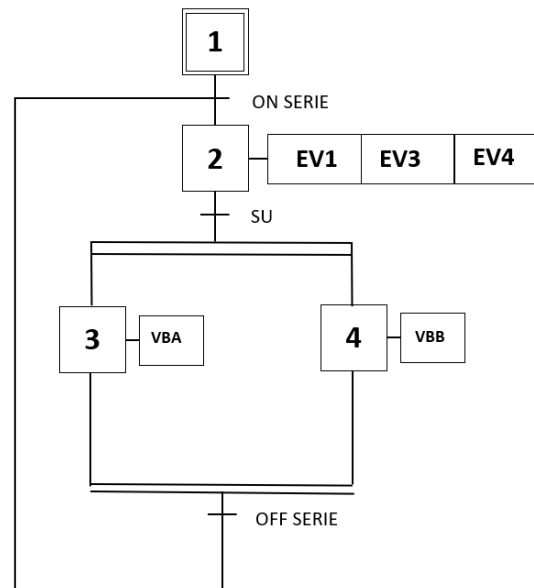 1
ON SERIE
2 EV1 EV3 EV4
SU
3 VBA 4 VBB
OFF SERIE